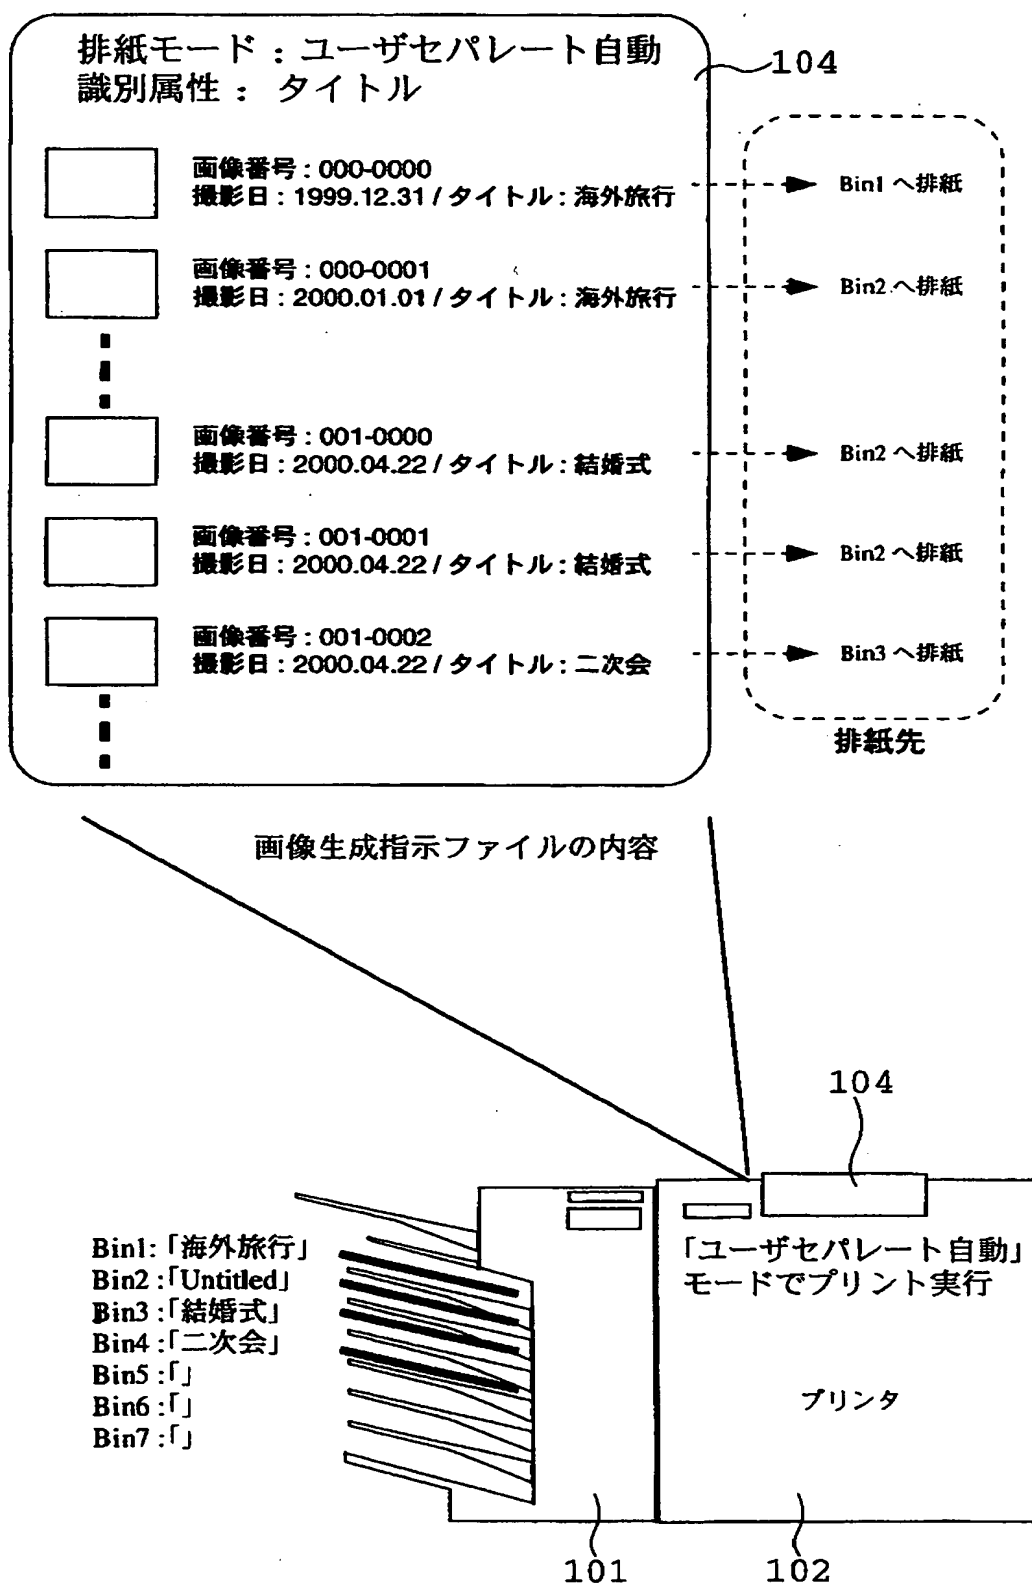 排紙モード：ユーザセパレート自動
識別属性： タイトル
104
画像番号 : 000-0000
撮影日 : 1999.12.31 / タイトル : 海外旅行
Bin1 へ排紙
画像番号 : 000-0001
撮影日 : 2000.01.01 / タイトル : 海外旅行
Bin2 へ排紙
画像番号 : 001-0000
撮影日 : 2000.04.22 / タイトル : 結婚式
Bin2 へ排紙
画像番号 : 001-0001
撮影日 : 2000.04.22 / タイトル : 結婚式
Bin2 へ排紙
画像番号 : 001-0002
撮影日 : 2000.04.22 / タイトル : 二次会
Bin3 へ排紙
排紙先
画像生成指示ファイルの内容
104
Bin1:「海外旅行」
Bin2 :「Untitled」
Bin3 :「結婚式」
Bin4 :「二次会」
Bin5 :「」
Bin6 :「」
Bin7 :「」
「ユーザセパレート自動」
モードでプリント実行
プリンタ
101
102